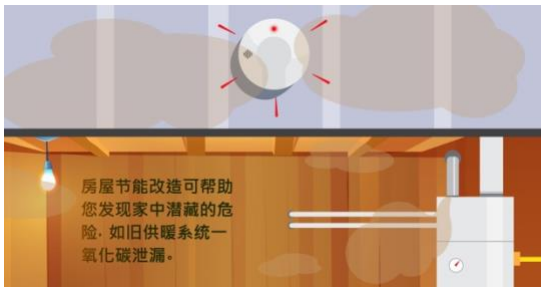 房屋节能改造可帮助
您发现家中潜藏的危
险. 如旧供暖系统一
氧化碳泄漏。